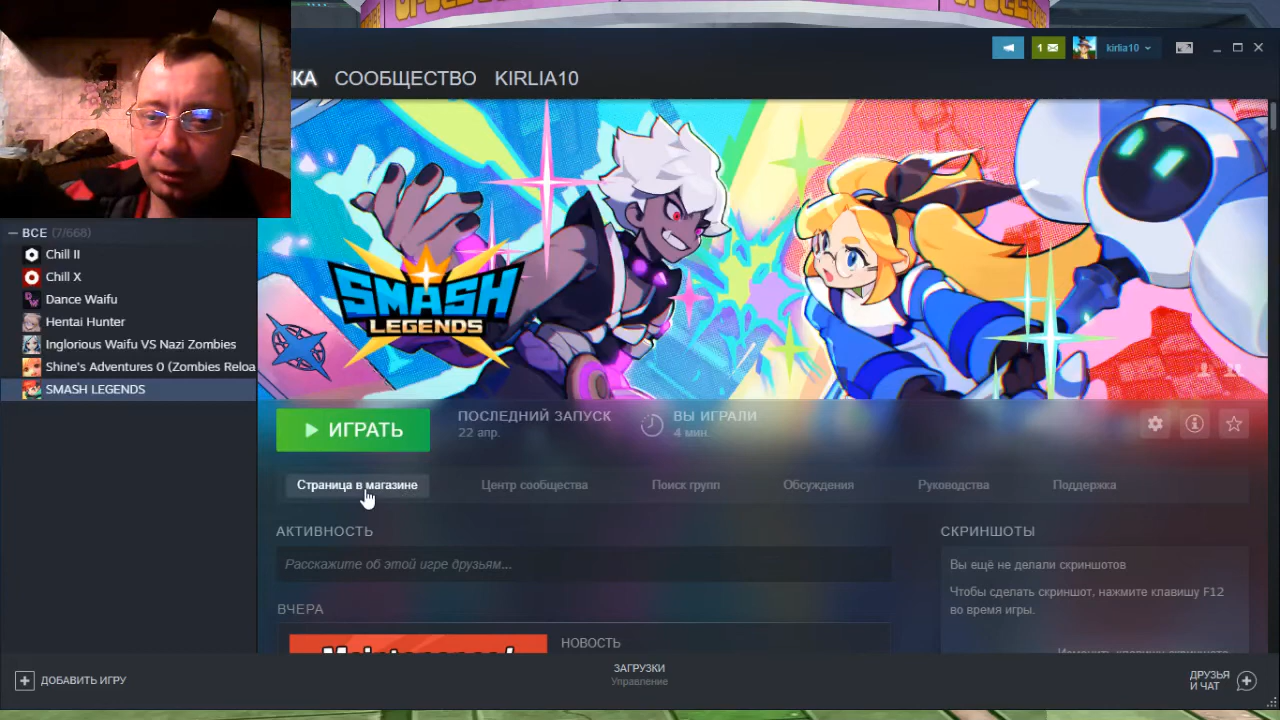 1
kirlia10
КА СООБЩЕСТВО KIRLIA10
ВСЕ (7/668)
Chill II
Chill X
Dance Waifu
Hentai Hunter
Inglorious Waifu VS Nazi Zombies
Shine's Adventures 0 (Zombies Reloa
SMASH LEGENDS
SMASH
LEGENDS
ИГРАТЬ
ПОСЛЕДНИЙ ЗАПУСК
22 апр.
ВЫ ИГРАЛИ
4 мин.
Страница в магазине Центр сообщества Поиск групп Обсуждения Руководства Поддержка
АКТИВНОСТЬ
Расскажите об этой игре друзьям...
ВЧЕРА
НОВОСТЬ
СКРИНШОТЫ
Вы ещё не делали скриншотов
Чтобы сделать скриншот, нажмите клавишу F12
во время игры.
ДОБАВИТЬ ИГРУ
ЗАГРУЗКИ
Управление
ДРУЗЬЯ
И ЧАТ